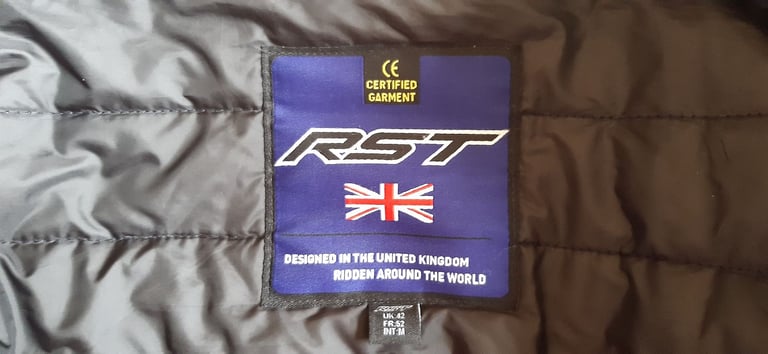 CE
CERTIFIED
GARMENT
RST
DESIGNED IN THE UNITED KINGDOM
RIDDEN AROUND THE WORLD
RST
UK:42
FR:52
INT:M